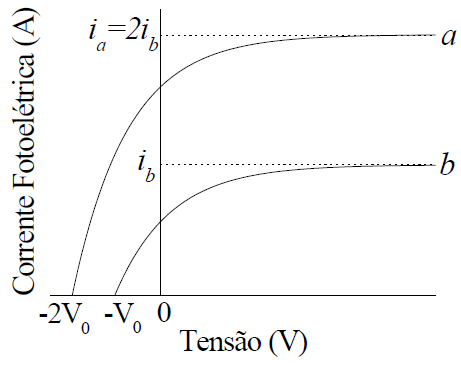 Corrente Fotoelétrica (A)
i_a=2i_b
a
i_b
b
-2V_0 -V_0 0
Tensão (V)